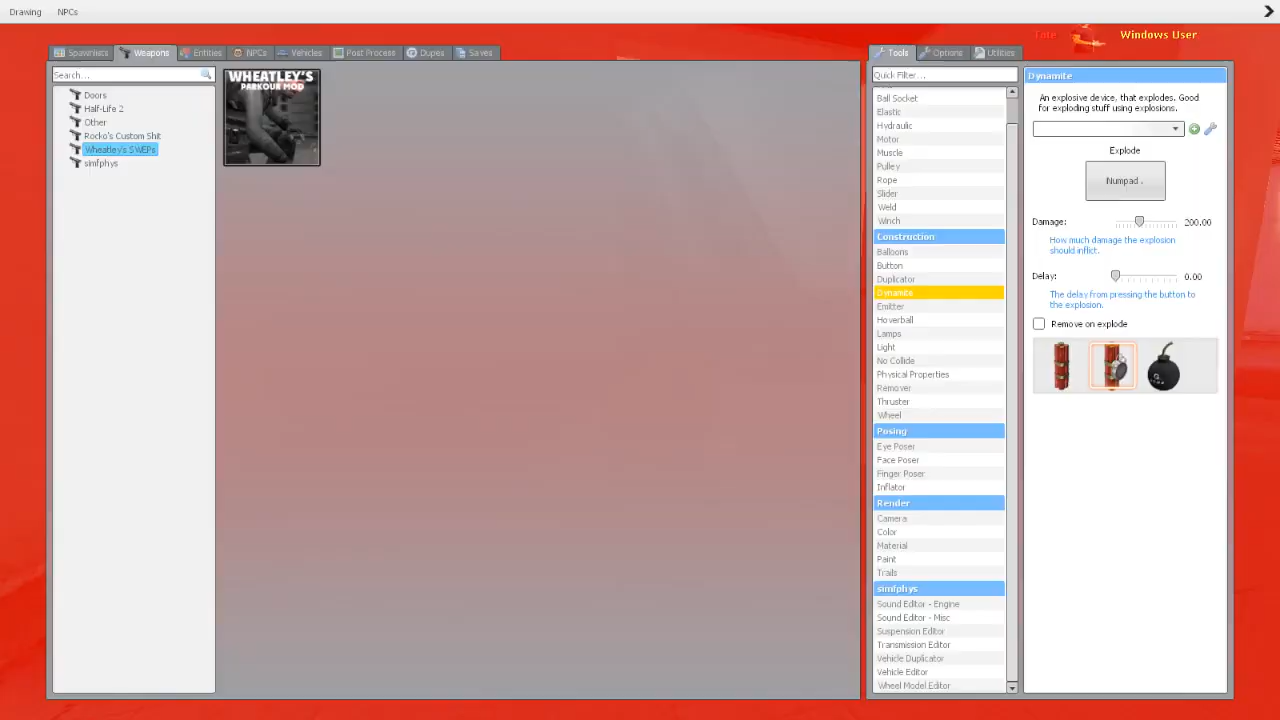 Drawing NPCs
Tote Windows User
Spawnlists Weapons Entities NPCs Vehicles Post Process Dupes Saves
Tools Options Utilities
Search...
Doors
Half-Life 2
Other
Rocko's Custom Shit
Wheatley's SWEPs
simfphys
WHEATLEY'S
PARKOUR MOD
Quick Filter...
Ball Socket
Elastic
Hydraulic
Motor
Muscle
Pulley
Rope
Slider
Weld
Winch
Construction
Balloons
Button
Duplicator
Dynamite
Emitter
Hoverball
Lamps
Light
No Collide
Physical Properties
Remover
Thruster
Wheel
Posing
Eye Poser
Face Poser
Finger Poser
Inflator
Render
Camera
Color
Material
Paint
Trails
simfphys
Sound Editor - Engine
Sound Editor - Misc
Suspension Editor
Transmission Editor
Vehicle Duplicator
Vehicle Editor
Wheel Model Editor
Dynamite
An explosive device, that explodes. Good
for exploding stuff using explosions.
Explode
Numpad .
Damage: 200.00
How much damage the explosion
should inflict.
Delay: 0.00
The delay from pressing the button to
the explosion.
Remove on explode